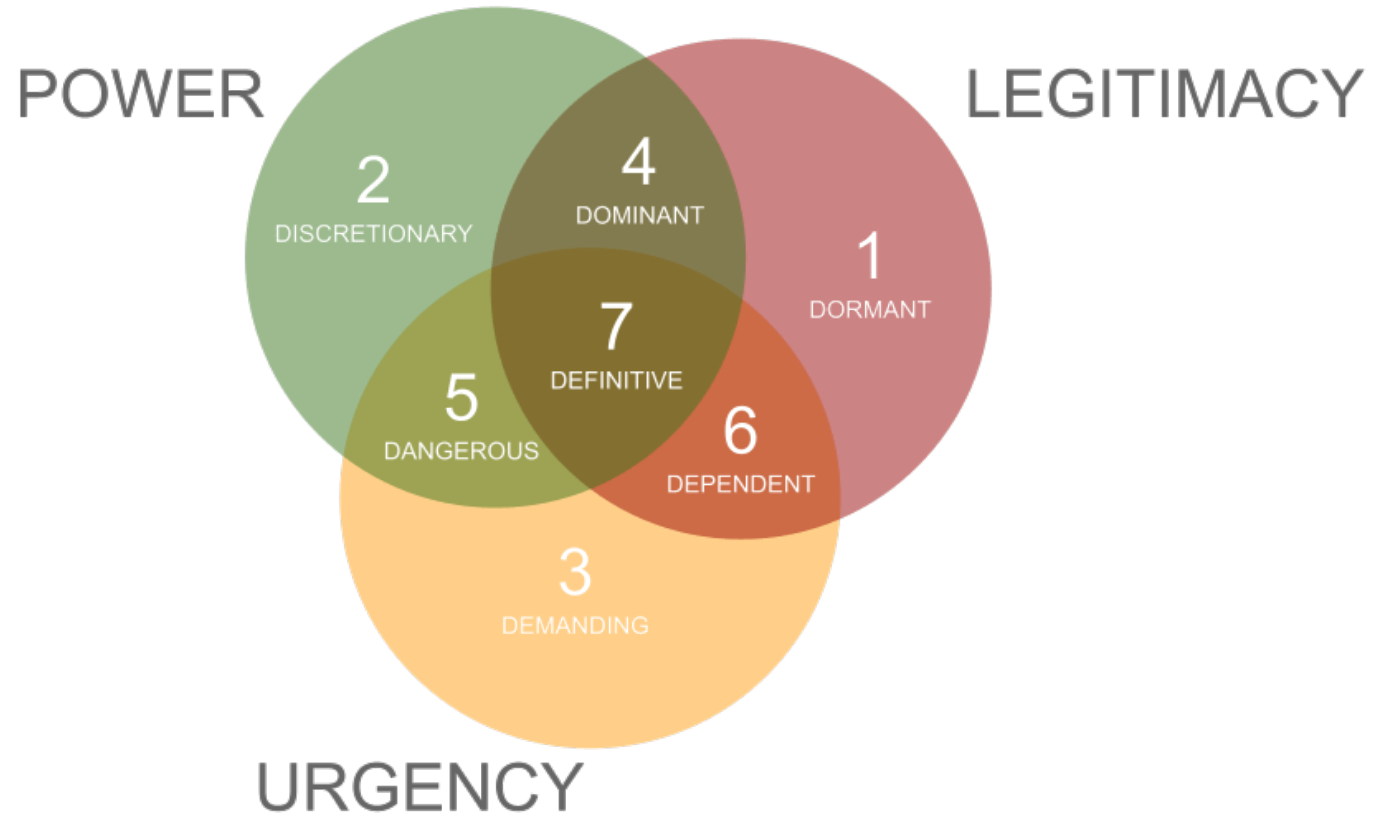 POWER
LEGITIMACY
2
DISCRETIONARY
4
DOMINANT
1
DORMANT
7
DEFINITIVE
5
DANGEROUS
6
DEPENDENT
3
DEMANDING
URGENCY